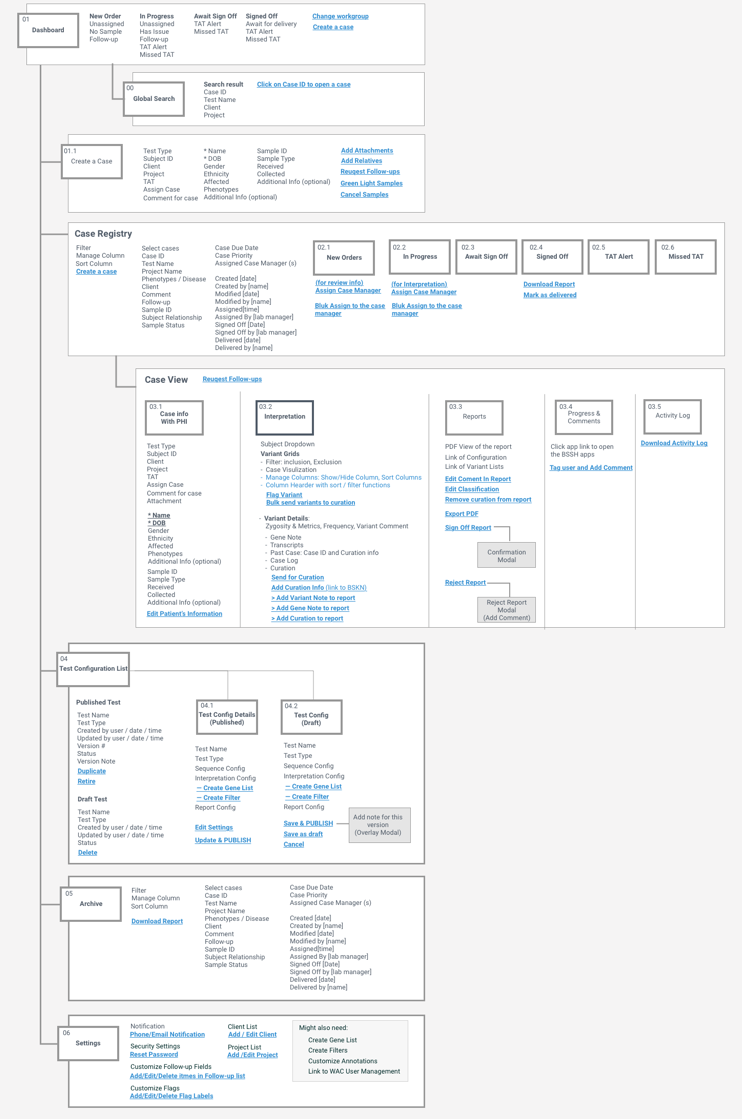 01
Dashboard
New Order
Unassigned
No Sample
Follow-up
In Progress
Unassigned
Has Issue
Follow-up
TAT Alert
Missed TAT
Await Sign Off
TAT Alert
Missed TAT
Signed Off
Await for delivery
TAT Alert
Missed TAT
Change workgroup
Create a case
00
Global Search
Search result
Case ID
Test Name
Client
Project
Click on Case ID to open a case
01.1
Create a Case
Test Type
Subject ID
Client
Project
TAT
Assign Case
Comment for case
* Name
* DOB
Gender
Ethnicity
Affected
Phenotypes
Additional Info (optional)
Sample ID
Sample Type
Received
Collected
Additional Info (optional)
Add Attachments
Add Relatives
Reuqest Follow-ups
Green Light Samples
Cancel Samples
Case Registry
Filter
Manage Column
Sort Column
Create a case
Select cases
Case ID
Test Name
Project Name
Phenotypes / Disease
Client
Comment
Follow-up
Sample ID
Subject Relationship
Sample Status
Case Due Date
Case Priority
Assigned Case Manager (s)
Created [date]
Created by [name]
Modified [date]
Modified by [name]
Assigned[time]
Assigned By [lab manager]
Signed Off [Date]
Signed Off by [lab manager]
Delivered [date]
Delivered by [name]
02.1
New Orders
(for review info)
Assign Case Manager
Bluk Assign to the case
manager
02.2
In Progress
(for Interpretation)
Assign Case Manager
Bluk Assign to the case
manager
02.3
Await Sign Off
02.4
Signed Off
Download Report
Mark as delivered
02.5
TAT Alert
02.6
Missed TAT
Case View
Reuqest Follow-ups
03.1
Case info
With PHI
Test Type
Subject ID
Client
Project
TAT
Assign Case
Comment for case
Attachment
* Name
* DOB
Gender
Ethnicity
Affected
Phenotypes
Additional Info (optional)
Sample ID
Sample Type
Received
Collected
Additional Info (optional)
Edit Patient's Information
03.2
Interpretation
Subject Dropdown
Variant Grids
- Filter: inclusion, Exclusion
- Case Visulization
- Manage Columns: Show/Hide Column, Sort Columns
- Column Hearder with sort / filter functions
Flag Variant
Bulk send variants to curation
- Variant Details:
Zygosity & Metrics, Frequency, Variant Comment
- Gene Note
- Transcripts
- Past Case: Case ID and Curation info
- Case Log
- Curation
Send for Curation
Add Curation Info (link to BSKN)
> Add Variant Note to report
> Add Gene Note to report
> Add Curation to report
03.3
Reports
PDF View of the report
Link of Configuration
Link of Variant Lists
Edit Coment In Report
Edit Classification
Remove curation from report
Export PDF
Sign Off Report
Confirmation
Modal
Reject Report
Reject Report
Modal
(Add Comment)
03.4
Progress &
Comments
Click app link to open
the BSSH apps
Tag user and Add Comment
03.5
Activity Log
Download Activity Log
04
Test Configuration List
Published Test
Test Name
Test Type
Created by user / date / time
Updated by user / date / time
Version #
Status
Version Note
Duplicate
Retire
Draft Test
Test Name
Test Type
Created by user / date / time
Updated by user / date / time
Status
Delete
04.1
Test Config Details
(Published)
Test Name
Test Type
Sequence Config
Interpretation Config
— Create Gene List
— Create Filter
Report Config
Edit Settings
Update & PUBLISH
04.2
Test Config
(Draft)
Test Name
Test Type
Sequence Config
Interpretation Config
— Create Gene List
— Create Filter
Report Config
Save & PUBLISH
Save as draft
Cancel
Add note for this
version
(Overlay Modal)
05
Archive
Filter
Manage Column
Sort Column
Download Report
Select cases
Case ID
Test Name
Project Name
Phenotypes / Disease
Client
Comment
Follow-up
Sample ID
Subject Relationship
Sample Status
Case Due Date
Case Priority
Assigned Case Manager (s)
Created [date]
Created by [name]
Modified [date]
Modified by [name]
Assigned[time]
Assigned By [lab manager]
Signed Off [Date]
Signed Off by [lab manager]
Delivered [date]
Delivered by [name]
06
Settings
Notification
Phone/Email Notification
Security Settings
Reset Password
Customize Follow-up Fields
Add/Edit/Delete itmes in Follow-up list
Customize Flags
Add/Edit/Delete Flag Labels
Client List
Add / Edit Client
Project List
Add /Edit Project
Might also need:
Create Gene List
Create Filters
Customize Annotations
Link to WAC User Management